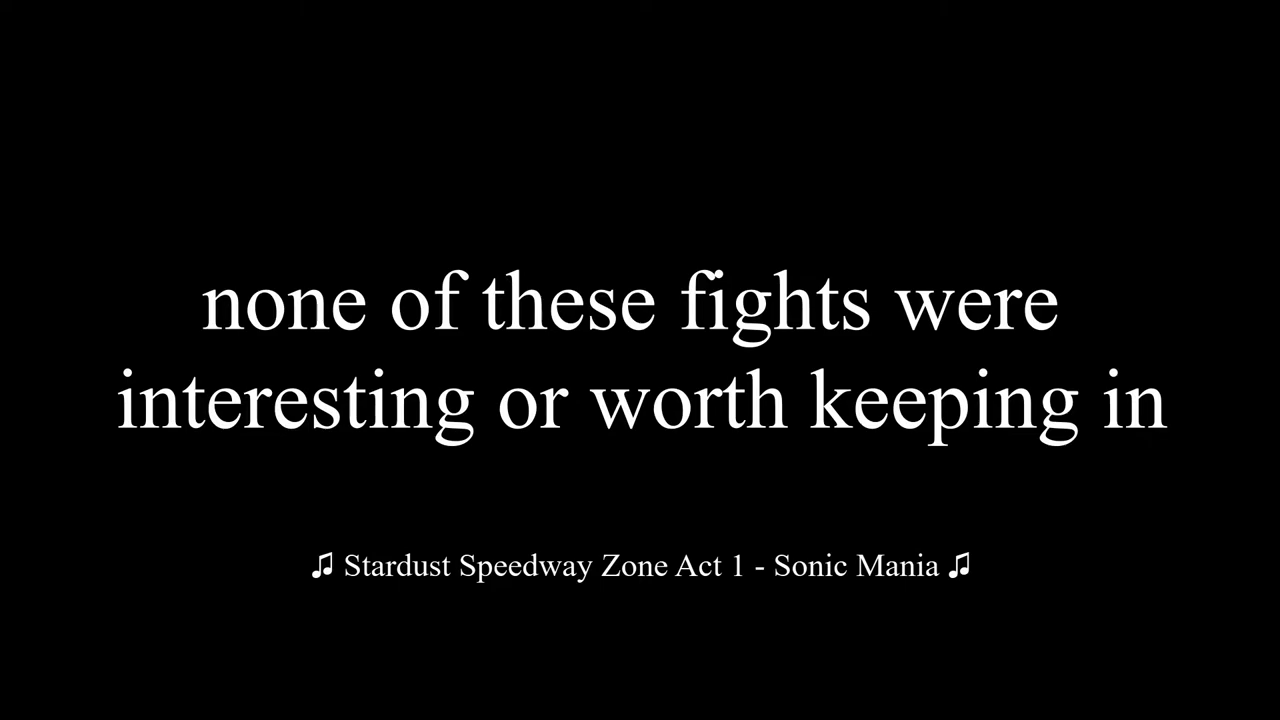 none of these fights were
interesting or worth keeping in
♫ Stardust Speedway Zone Act 1 - Sonic Mania ♫